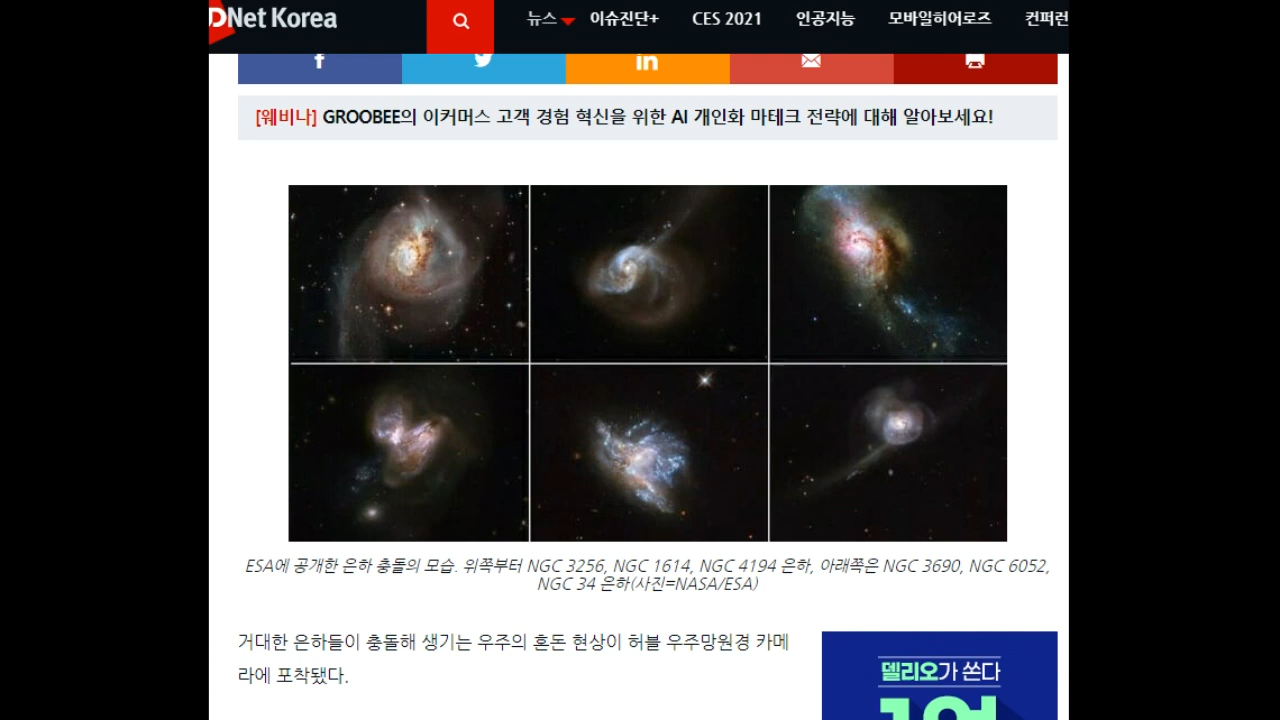 DNet Korea
뉴스 이슈진단+ CES 2021 인공지능 모바일히어로즈 컨퍼런
f in
[웨비나] GROOBEE의 이커머스 고객 경험 혁신을 위한 AI 개인화 마테크 전략에 대해 알아보세요!
ESA에 공개한 은하 충돌의 모습. 위쪽부터 NGC 3256, NGC 1614, NGC 4194 은하, 아래쪽은 NGC 3690, NGC 6052,
NGC 34 은하(사진=NASA/ESA)
거대한 은하들이 충돌해 생기는 우주의 혼돈 현상이 허블 우주망원경 카메
라에 포착됐다.
델리오가 쏜다
1억